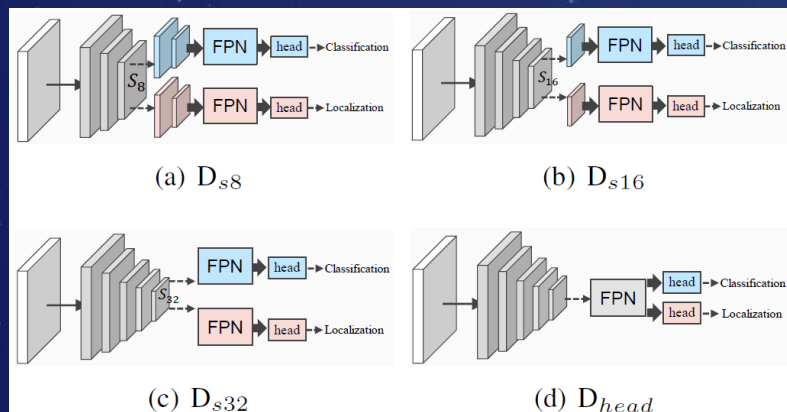 FPN head Classification
S8
FPN head Localization
(a) Ds8
FPN head Classification
S16
FPN head Localization
(b) Ds16
FPN head Classification
S32
FPN head Localization
(c) Ds32
head Classification
FPN
head Localization
(d) Dhead